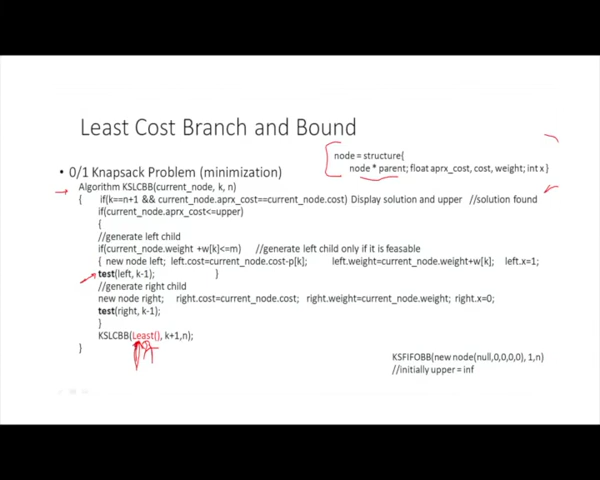 Least Cost Branch and Bound
node = structure{
node * parent; float aprx_cost, cost, weight; int x }
• 0/1 Knapsack Problem (minimization)
Algorithm KSLCBB(current_node, k, n)
{ if(k==n+1 && current_node.aprx_cost==current_node.cost) Display solution and upper //solution found
if(current_node.aprx_cost<=upper)
{
//generate left child
if(current_node.weight +w[k]<=m) //generate left child only if it is feasable
{ new node left; left.cost=current_node.cost-p[k]; left.weight=current_node.weight+w[k]; left.x=1;
test(left, k-1); }
//generate right child
new node right; right.cost=current_node.cost; right.weight=current_node.weight; right.x=0;
test(right, k-1);
}
KSLCBB(Least(), k+1,n);
}
KSFIFOBB(new node(null,0,0,0,0), 1,n)
//initially upper = inf